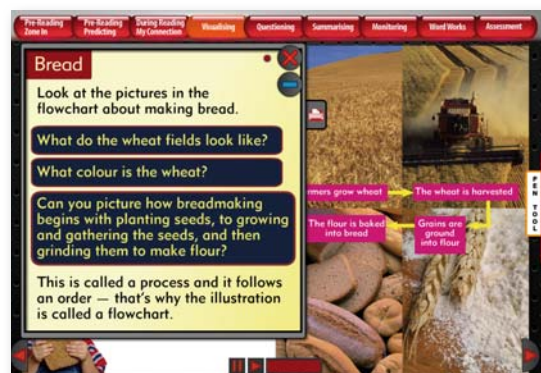 Pre-Reading
Zone In
Pre-Reading
Predicting
During Reading
My Connection
Visualising
Questioning
Summarising
Monitoring
Word Works
Assessment
Bread
Look at the pictures in the
flowchart about making bread.
What do the wheat fields look like?
What colour is the wheat?
Can you picture how breadmaking
begins with planting seeds, to growing
and gathering the seeds, and then
grinding them to make flour?
This is called a process and it follows
an order — that's why the illustration
is called a flowchart.
rmers grow wheat
The wheat is harvested
The flour is baked
into bread
Grains are
ground
into flour
PEN TOOL